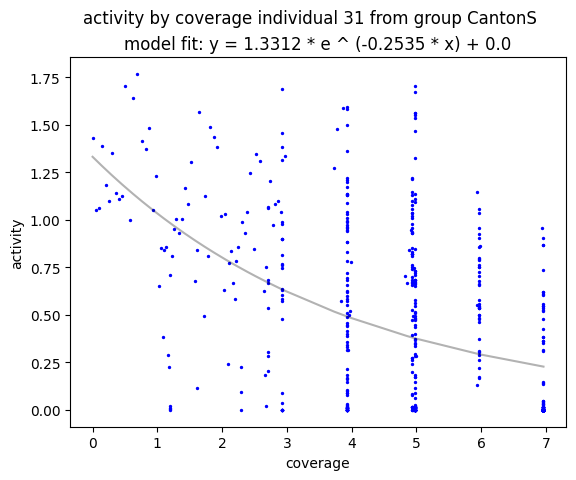 activity by coverage individual 31 from group CantonS
model fit: y = 1.3312 * e ^ (-0.2535 * x) + 0.0
1.75
1.50
1.25
1.00
0.75
0.50
0.25
0.00
activity
0 1 2 3 4 5 6 7
coverage